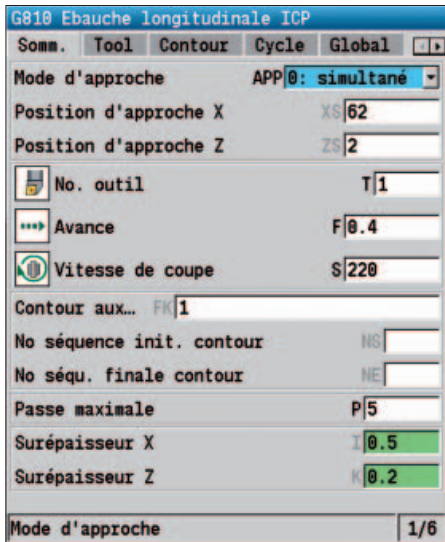 G810 Ebauche longitudinale ICP
Somm. Tool Contour Cycle Global
Mode d'approche APP 0: simultané
Position d'approche X XS 62
Position d'approche Z ZS 2
No. outil T 1
Avance F 0.4
Vitesse de coupe S 220
Contour aux… FK 1
No séquence init. contour NS
No séqu. finale contour NE
Passe maximale P 5
Surépaisseur X I 0.5
Surépaisseur Z K 0.2
Mode d'approche 1/6